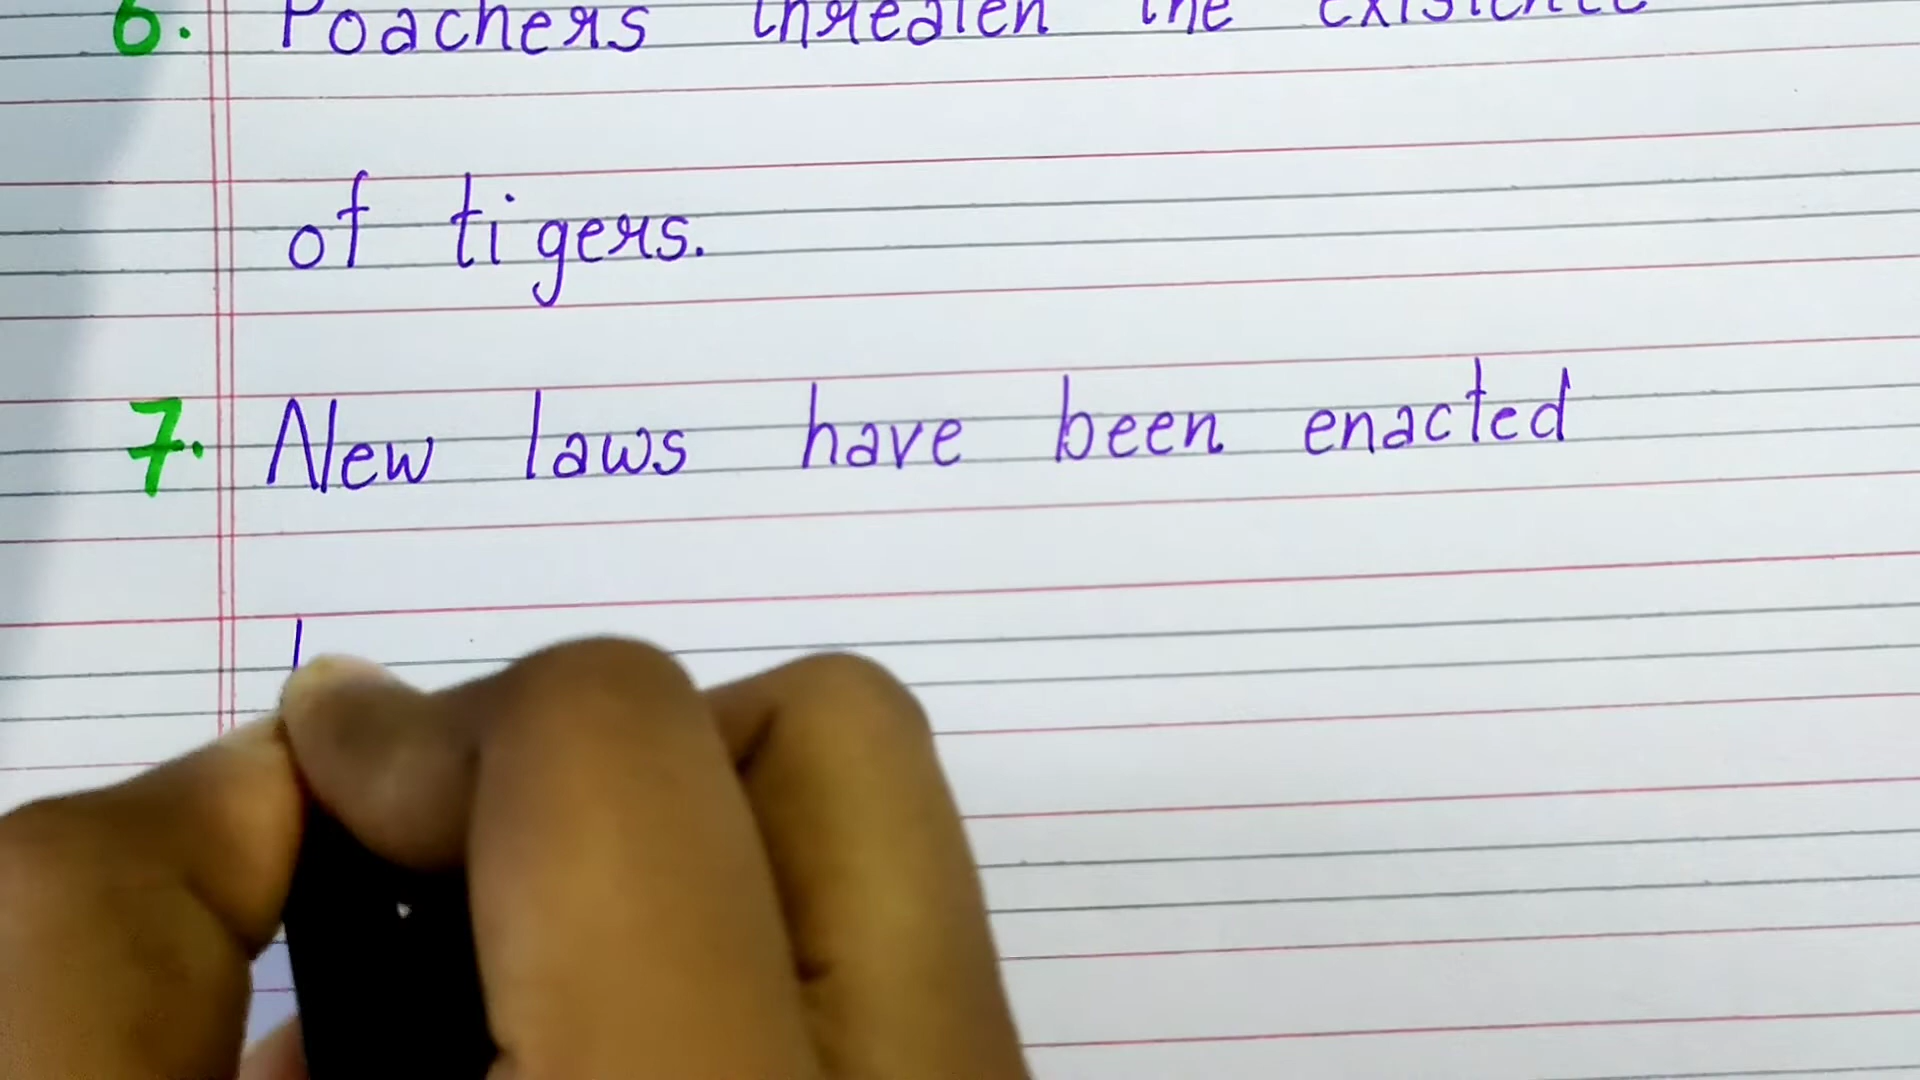 6. Poachers threaten the existence
of tigers.
7. New laws have been enacted